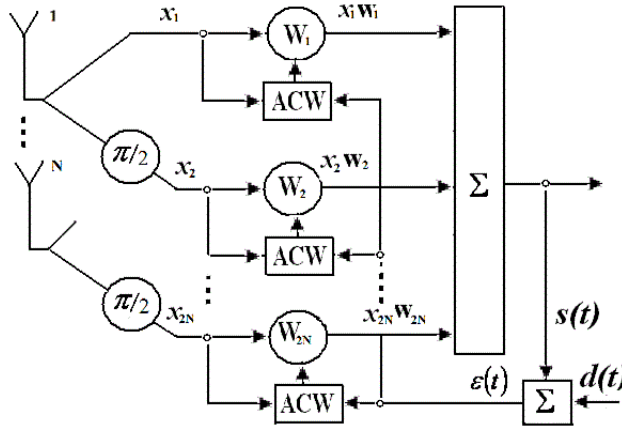 1
x₁
W₁
x₁w₁
ACW
π/2
N
x₂
W₂
x₂w₂
ACW
Σ
π/2
x₂N
W₂N
x₂Nw₂N
ACW
s(t)
ε(t)
d(t)
Σ